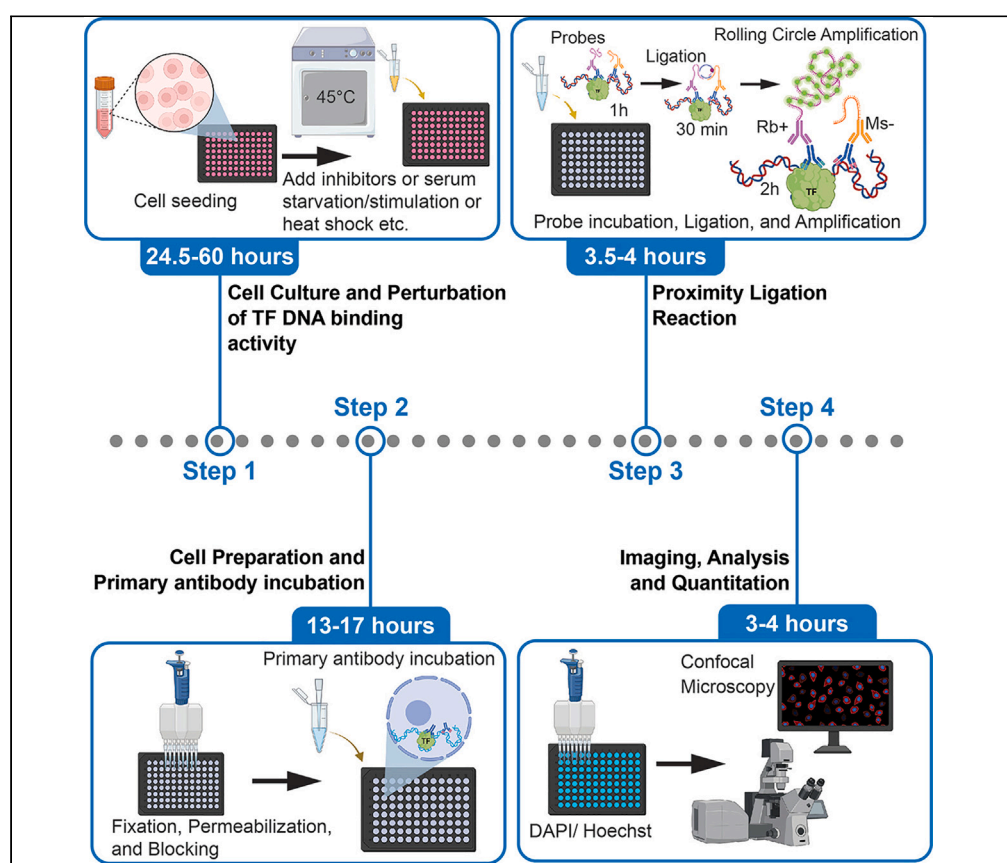 45°C
Cell seeding
Add inhibitors or serum
starvation/stimulation or
heat shock etc.
24.5-60 hours
Cell Culture and Perturbation
of TF DNA binding
activity
Probes
Ligation
Rolling Circle Amplification
1h
30 min
TF
TF
Rb+
Ms-
2h
TF
Probe incubation, Ligation, and Amplification
3.5-4 hours
Proximity Ligation
Reaction
Step 1
Step 2
Step 3
Step 4
Cell Preparation and
Primary antibody incubation
13-17 hours
Primary antibody incubation
TF
Fixation, Permeabilization,
and Blocking
Imaging, Analysis
and Quantitation
3-4 hours
Confocal
Microscopy
DAPI/ Hoechst